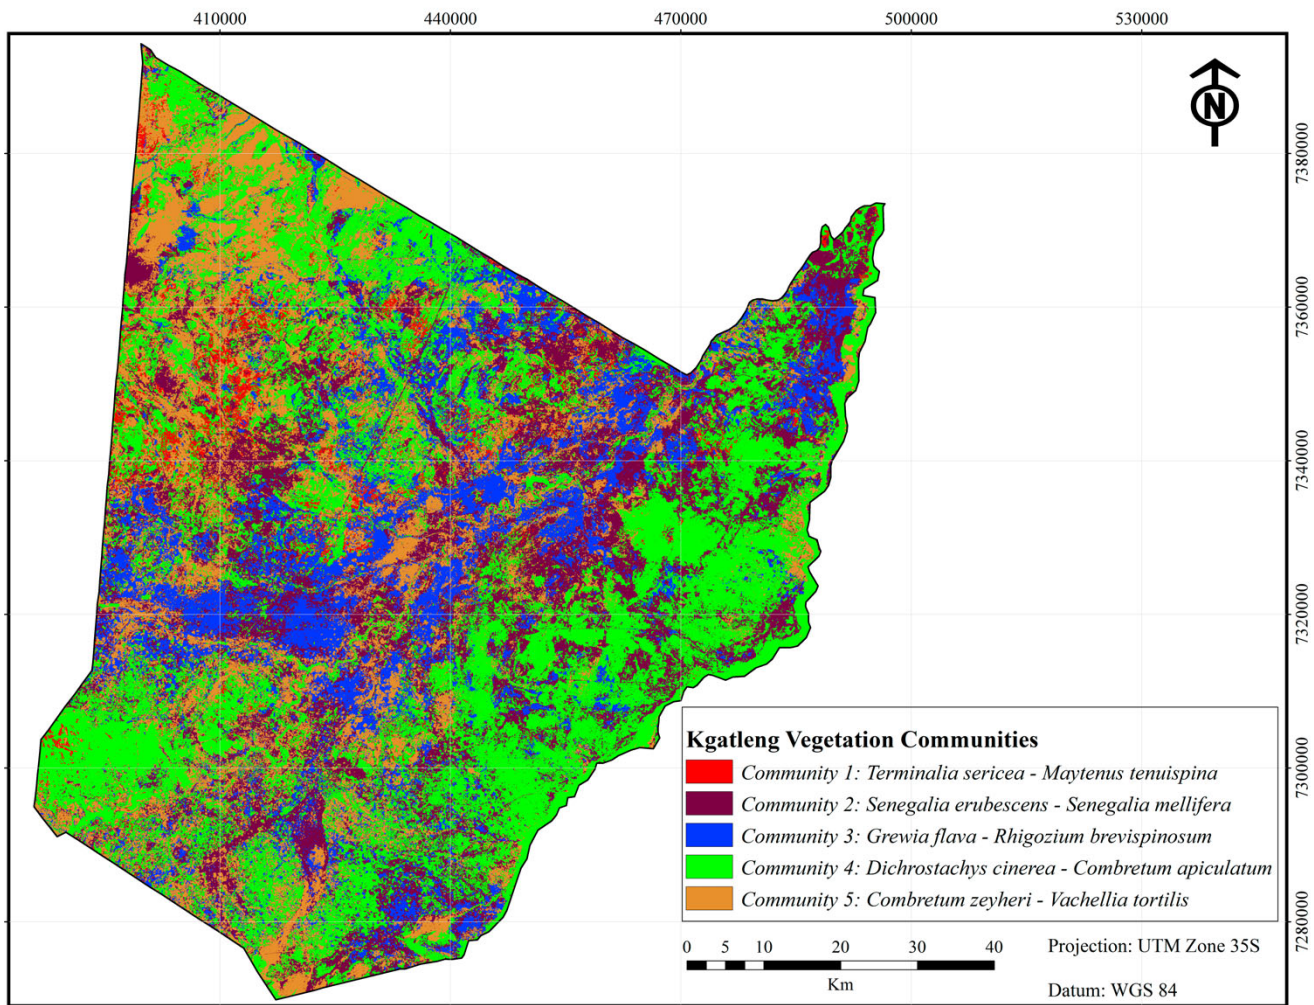 410000 440000 470000 500000 530000
N
7380000
7360000
7340000
7320000
7300000
7280000
Kgatleng Vegetation Communities
Community 1: Terminalia sericea - Maytenus tenuispina
Community 2: Senegalia erubescens - Senegalia mellifera
Community 3: Grewia flava - Rhigozium brevispinosum
Community 4: Dichrostachys cinerea - Combretum apiculatum
Community 5: Combretum zeyheri - Vachellia tortilis
0 5 10 20 30 40
Km
Projection: UTM Zone 35S
Datum: WGS 84